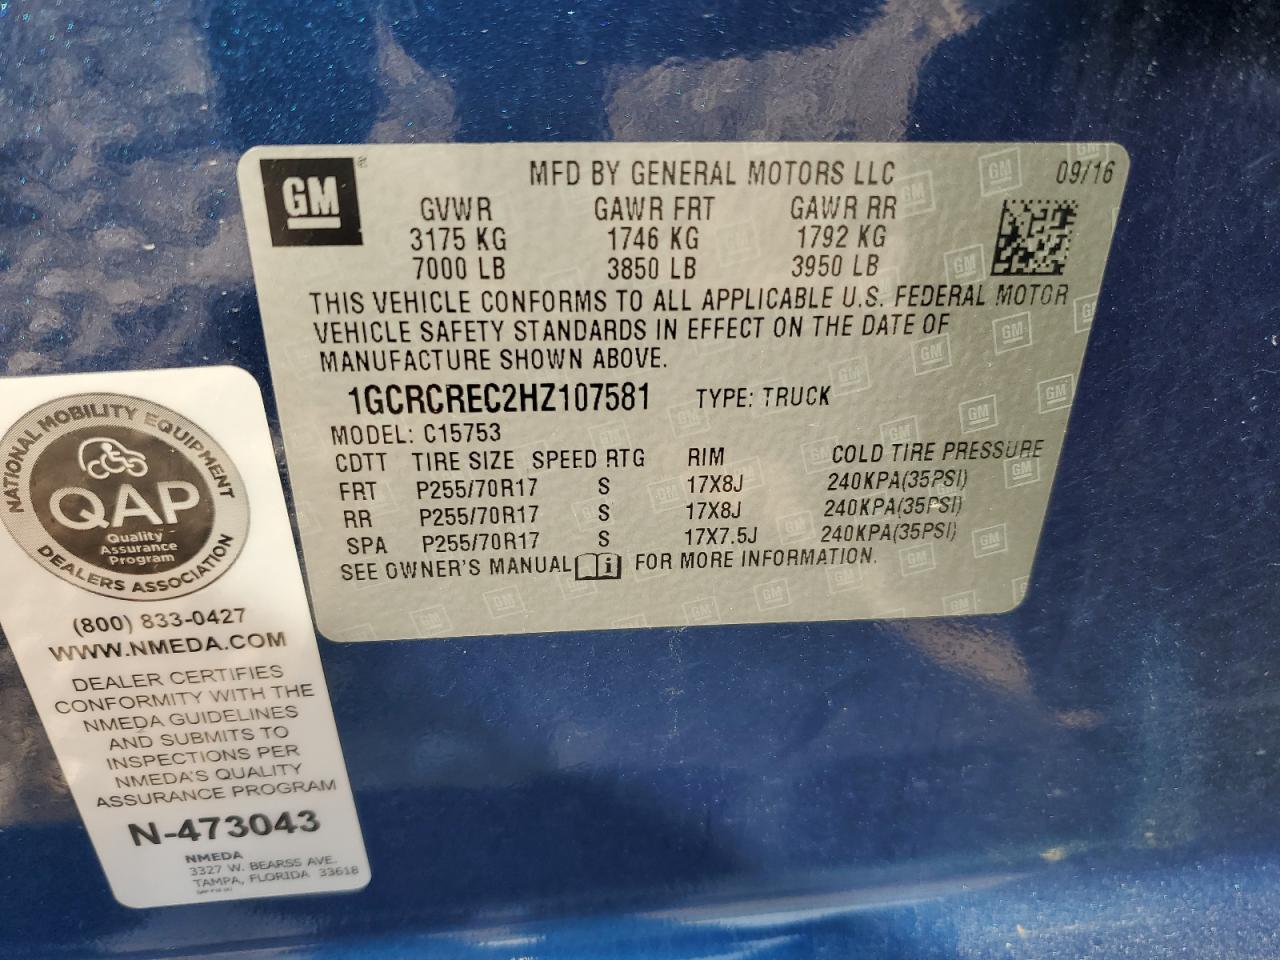 GM
MFD BY GENERAL MOTORS LLC 09/16
GVWR GAWR FRT GAWR RR
3175 KG 1746 KG 1792 KG
7000 LB 3850 LB 3950 LB
THIS VEHICLE CONFORMS TO ALL APPLICABLE U.S. FEDERAL MOTOR
VEHICLE SAFETY STANDARDS IN EFFECT ON THE DATE OF
MANUFACTURE SHOWN ABOVE.
1GCRCREC2HZ107581 TYPE: TRUCK
MODEL: C15753
CDTT TIRE SIZE SPEED RTG RIM COLD TIRE PRESSURE
FRT P255/70R17 S 17X8J 240KPA(35PSI)
RR P255/70R17 S 17X8J 240KPA(35PSI)
SPA P255/70R17 S 17X7.5J 240KPA(35PSI)
SEE OWNER'S MANUAL i FOR MORE INFORMATION.
NATIONAL MOBILITY EQUIPMENT
QAP
Quality
Assurance
Program
DEALERS ASSOCIATION
(800) 833-0427
WWW.NMEDA.COM
DEALER CERTIFIES
CONFORMITY WITH THE
NMEDA GUIDELINES
AND SUBMITS TO
INSPECTIONS PER
NMEDA'S QUALITY
ASSURANCE PROGRAM
N-473043
NMEDA
3327 W. BEARSS AVE.
TAMPA, FLORIDA 33618